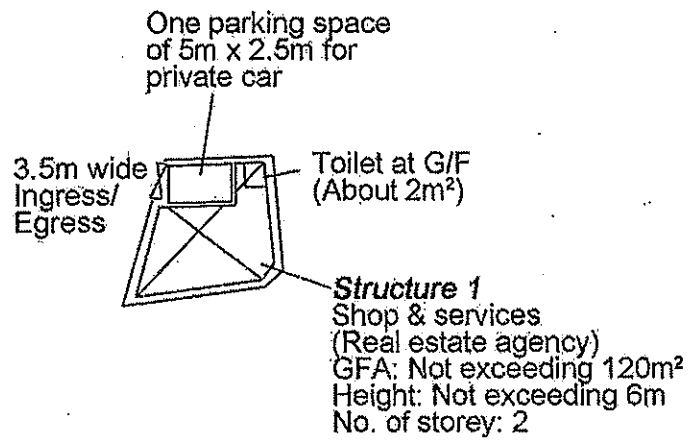 One parking space
of 5m x 2.5m for
private car
3.5m wide
Ingress/
Egress
Toilet at G/F
(About 2m²)
Structure 1
Shop & services
(Real estate agency)
GFA: Not exceeding 120m²
Height: Not exceeding 6m
No. of storey: 2